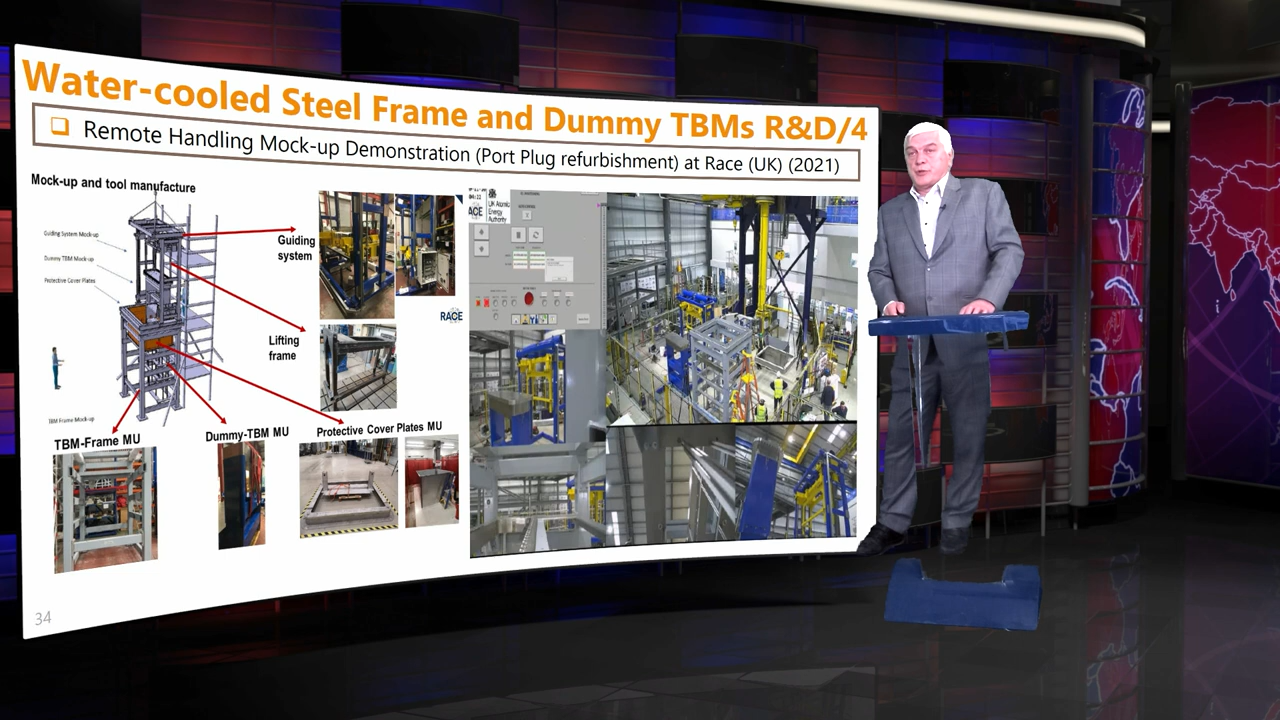 Water-cooled Steel Frame and Dummy TBMs R&D/4
Remote Handling Mock-up Demonstration (Port Plug refurbishment) at Race (UK) (2021)
Mock-up and tool manufacture
Guiding System Mock-up
Dummy TBM Mock-up
Protective Cover Plates
Guiding
system
RACE
Lifting
frame
TBM Frame Mock-up
TBM-Frame MU
Dummy-TBM MU
Protective Cover Plates MU
ACE
UK Atomic
Energy
Authority
34